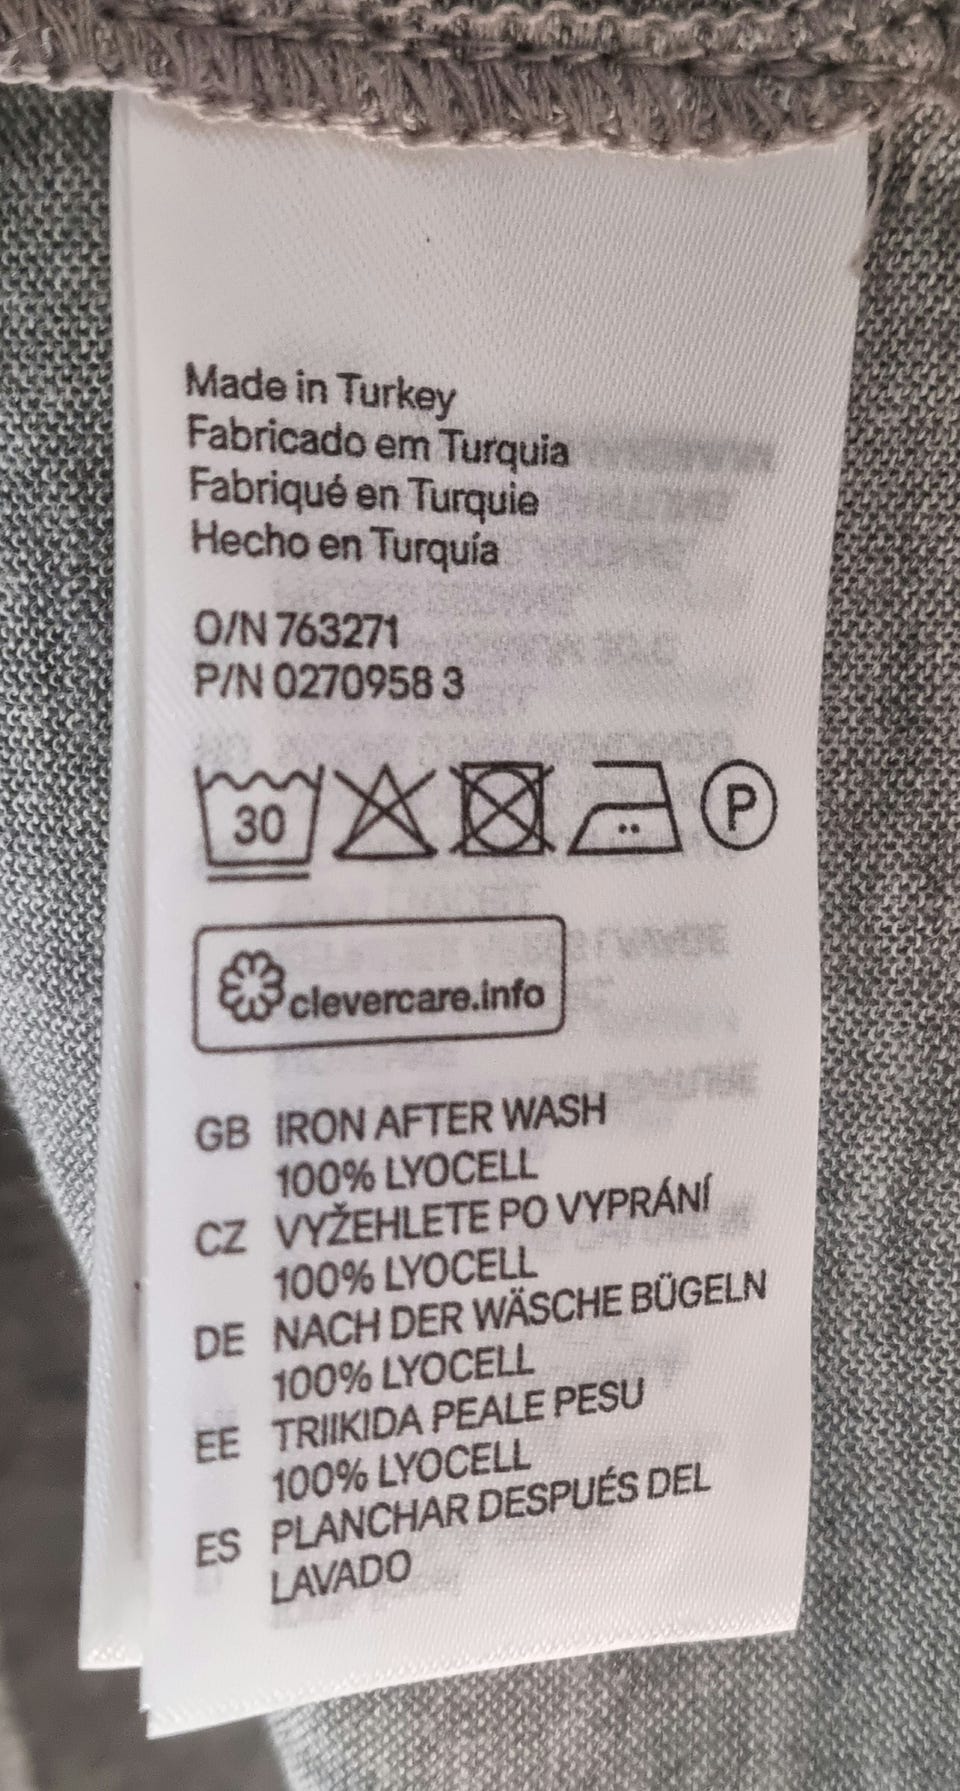 Made in Turkey
Fabricado em Turquia
Fabriqué en Turquie
Hecho en Turquía
O/N 763271
P/N 0270958 3
30
P
clevercare.info
GB IRON AFTER WASH
100% LYOCELL
CZ VYŽEHLETE PO VYPRÁNÍ
100% LYOCELL
DE NACH DER WÄSCHE BÜGELN
100% LYOCELL
EE TRIIKIDA PEALE PESU
100% LYOCELL
ES PLANCHAR DESPUÉS DEL
LAVADO